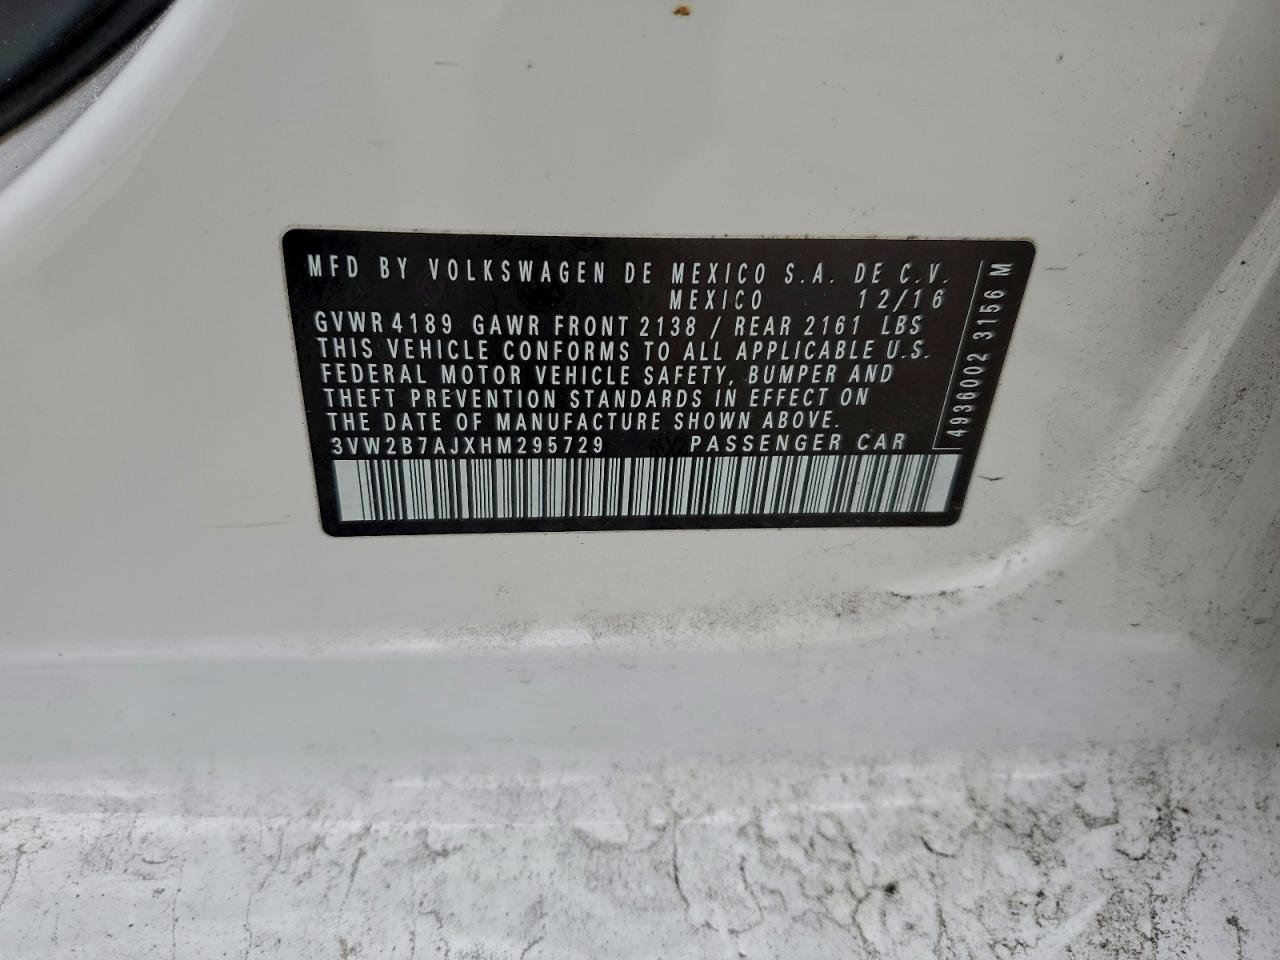 MFD BY VOLKSWAGEN DE MEXICO S.A. DE C.V.
MEXICO 12/16
GVWR 4189 GAWR FRONT 2138 / REAR 2161 LBS
THIS VEHICLE CONFORMS TO ALL APPLICABLE U.S.
FEDERAL MOTOR VEHICLE SAFETY, BUMPER AND
THEFT PREVENTION STANDARDS IN EFFECT ON
THE DATE OF MANUFACTURE SHOWN ABOVE.
3VW2B7AJXHM295729 PASSENGER CAR
4936002 3156 M